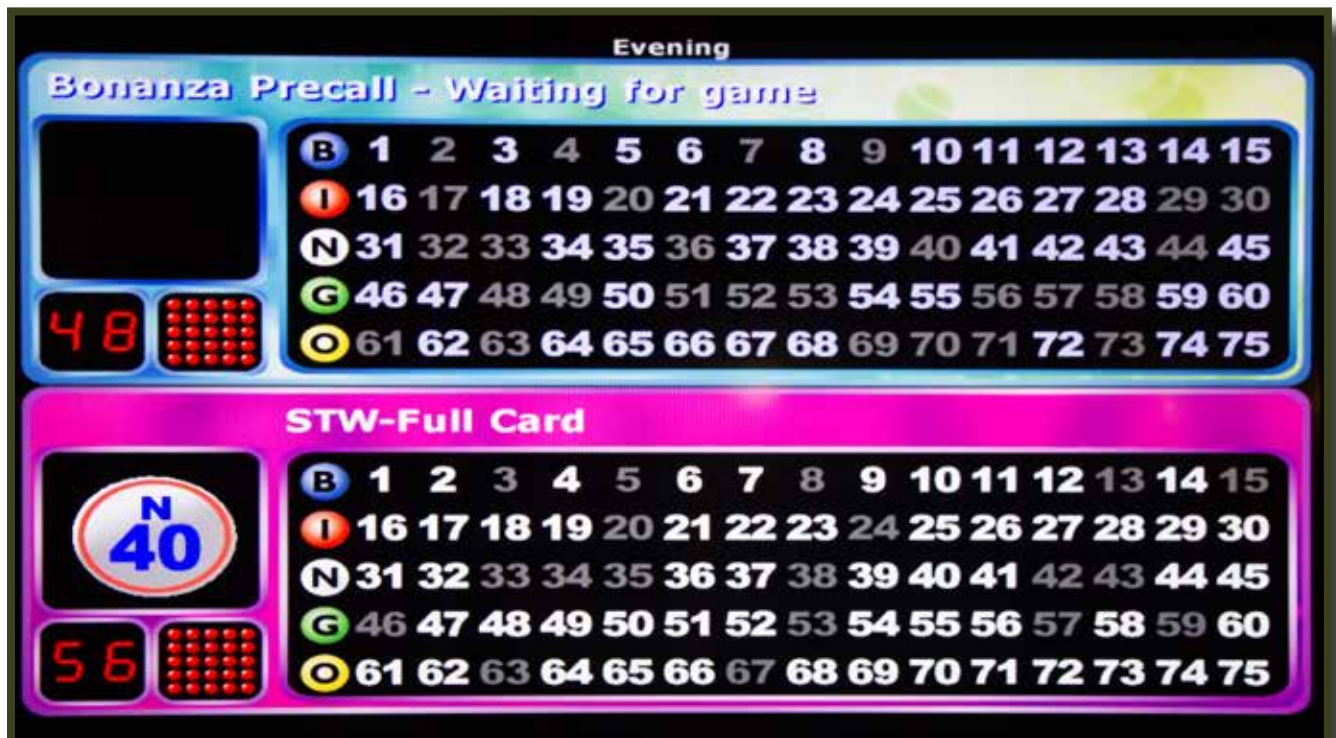 Evening
Bonanza Precall - Waiting for game
B 1 2 3 4 5 6 7 8 9 10 11 12 13 14 15
I 16 17 18 19 20 21 22 23 24 25 26 27 28 29 30
N 31 32 33 34 35 36 37 38 39 40 41 42 43 44 45
G 46 47 48 49 50 51 52 53 54 55 56 57 58 59 60
48
O 61 62 63 64 65 66 67 68 69 70 71 72 73 74 75
STW-Full Card
B 1 2 3 4 5 6 7 8 9 10 11 12 13 14 15
N
40
I 16 17 18 19 20 21 22 23 24 25 26 27 28 29 30
N 31 32 33 34 35 36 37 38 39 40 41 42 43 44 45
G 46 47 48 49 50 51 52 53 54 55 56 57 58 59 60
56
O 61 62 63 64 65 66 67 68 69 70 71 72 73 74 75